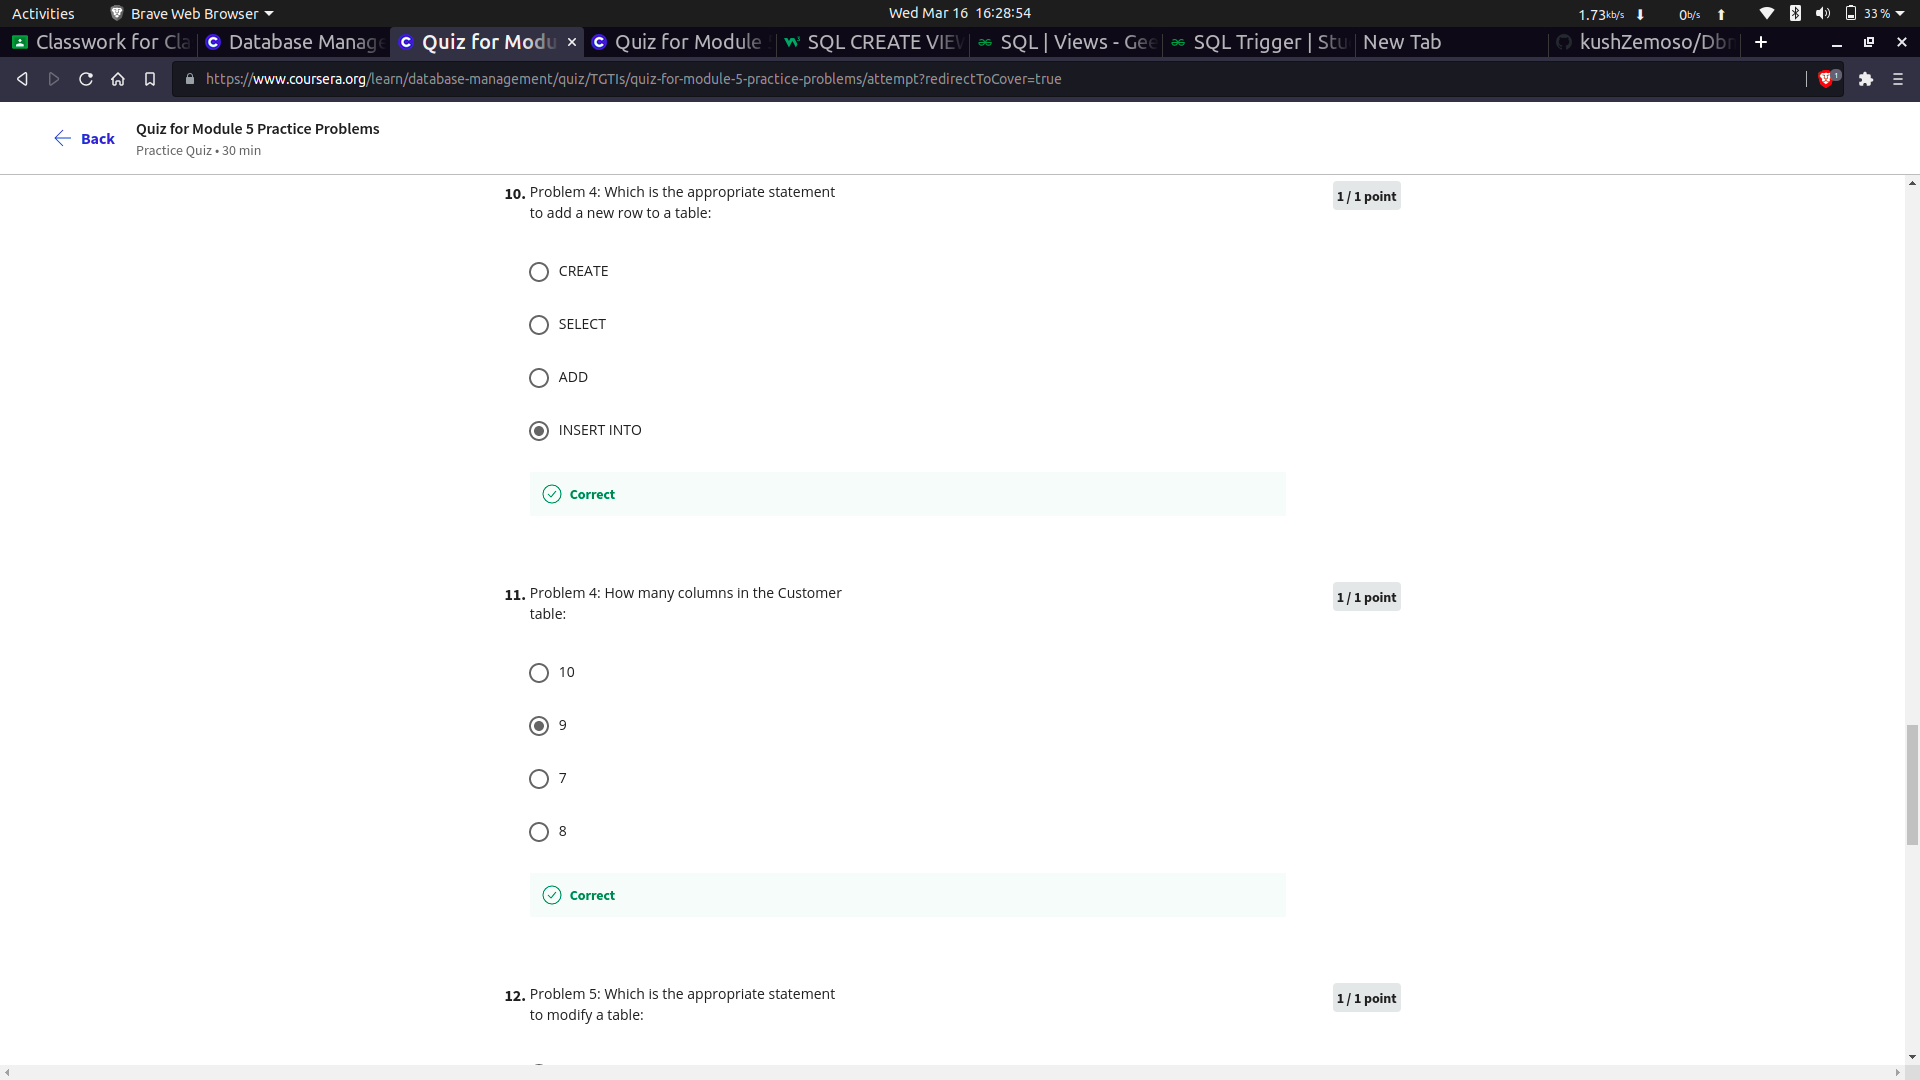 Activities Brave Web Browser Wed Mar 16 16:28:54 1.73kb/s 0b/s 33 %
Classwork for Cla Database Manage Quiz for Modu Quiz for Module SQL CREATE VIEW SQL | Views - Gee SQL Trigger | Stu New Tab kushZemoso/Dbm
https://www.coursera.org/learn/database-management/quiz/TGTIs/quiz-for-module-5-practice-problems/attempt?redirectToCover=true 1
Back
Quiz for Module 5 Practice Problems
Practice Quiz • 30 min
10. Problem 4: Which is the appropriate statement
to add a new row to a table:
1 / 1 point
CREATE
SELECT
ADD
INSERT INTO
Correct
11. Problem 4: How many columns in the Customer
table:
1 / 1 point
10
9
7
8
Correct
12. Problem 5: Which is the appropriate statement
to modify a table:
1 / 1 point